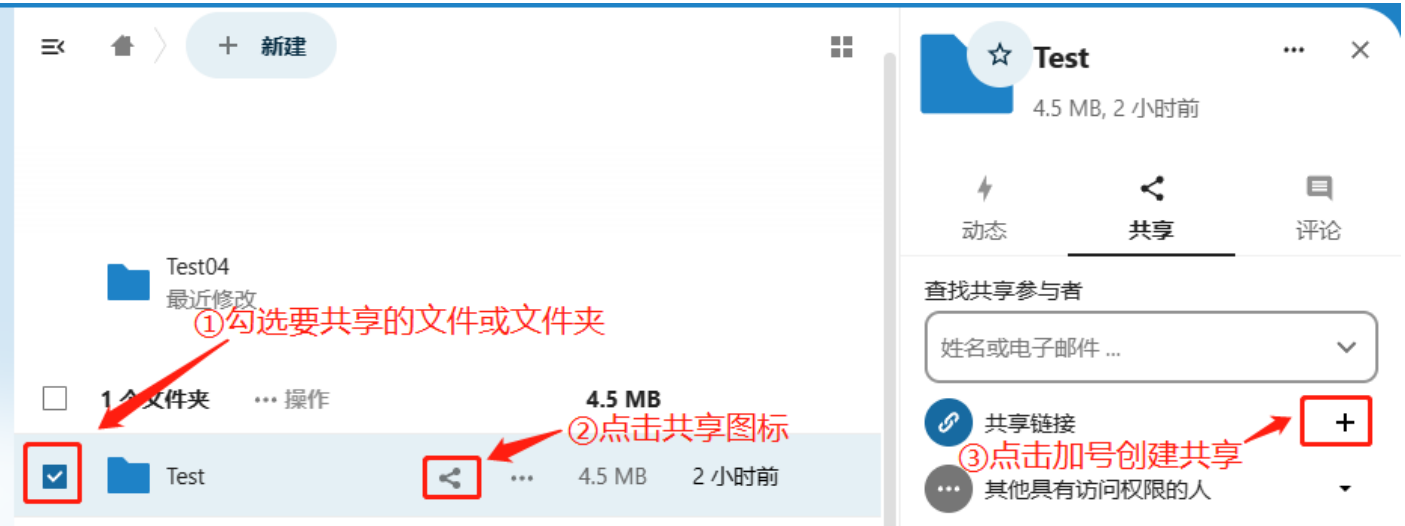 新建
Test04
最近修改
①勾选要共享的文件或文件夹
1 个文件夹 ··· 操作 4.5 MB
②点击共享图标
Test ··· 4.5 MB 2 小时前
Test
4.5 MB, 2 小时前
动态 共享 评论
查找共享参与者
姓名或电子邮件 ...
共享链接
③点击加号创建共享
其他具有访问权限的人